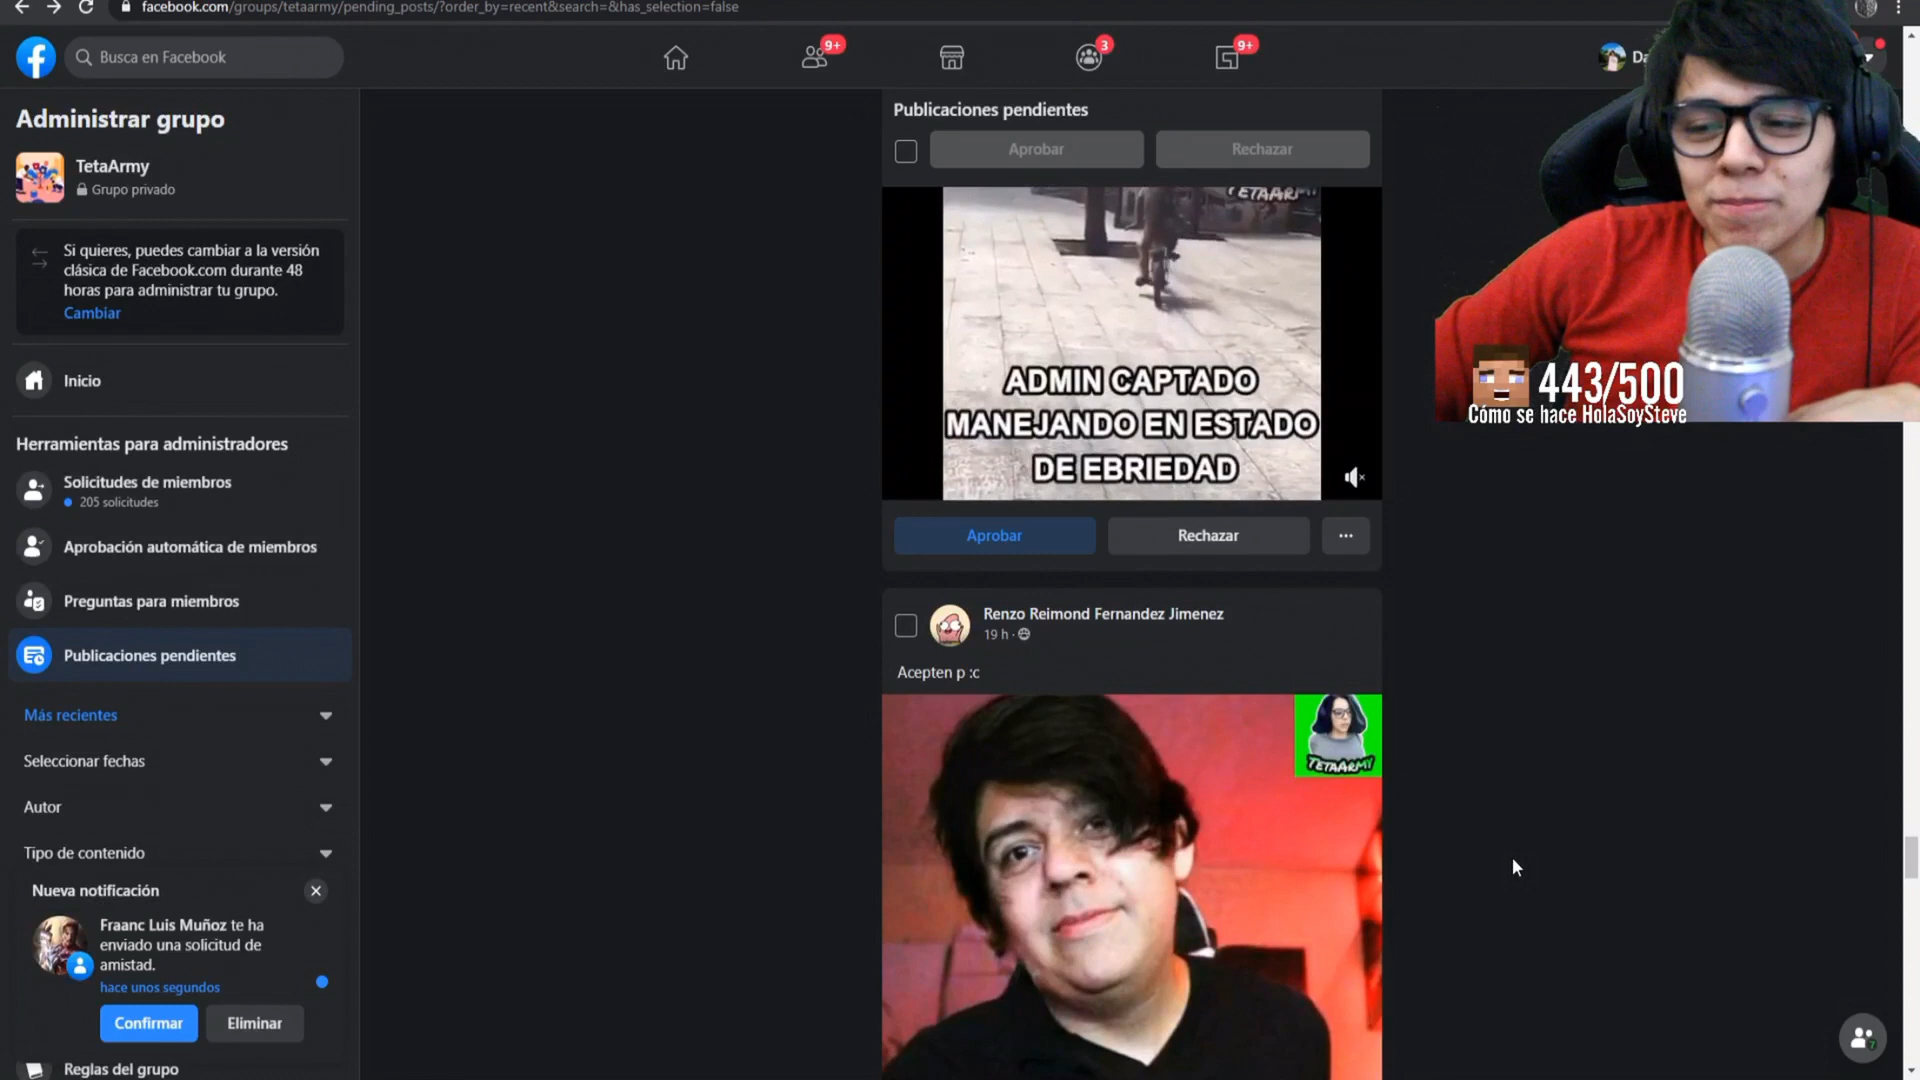 facebook.com/groups/tetaarmy/pending_posts/?order_by=recent&search=&has_selection=false
Busca en Facebook
9+
3
9+
Administrar grupo
TetaArmy
Grupo privado
Si quieres, puedes cambiar a la versión
clásica de Facebook.com durante 48
horas para administrar tu grupo.
Cambiar
Inicio
Herramientas para administradores
Solicitudes de miembros
205 solicitudes
Aprobación automática de miembros
Preguntas para miembros
Publicaciones pendientes
Más recientes
Seleccionar fechas
Autor
Tipo de contenido
Nueva notificación
Fraanc Luis Muñoz te ha
enviado una solicitud de
amistad.
hace unos segundos
Confirmar
Eliminar
Reglas del grupo
Publicaciones pendientes
Aprobar
Rechazar
TETAARMY
ADMIN CAPTADO
MANEJANDO EN ESTADO
DE EBRIEDAD
Aprobar
Rechazar
Renzo Reimond Fernandez Jimenez
19 h
Acepten p :c
TETAARMY
443/500
Cómo se hace HolaSoySteve
7